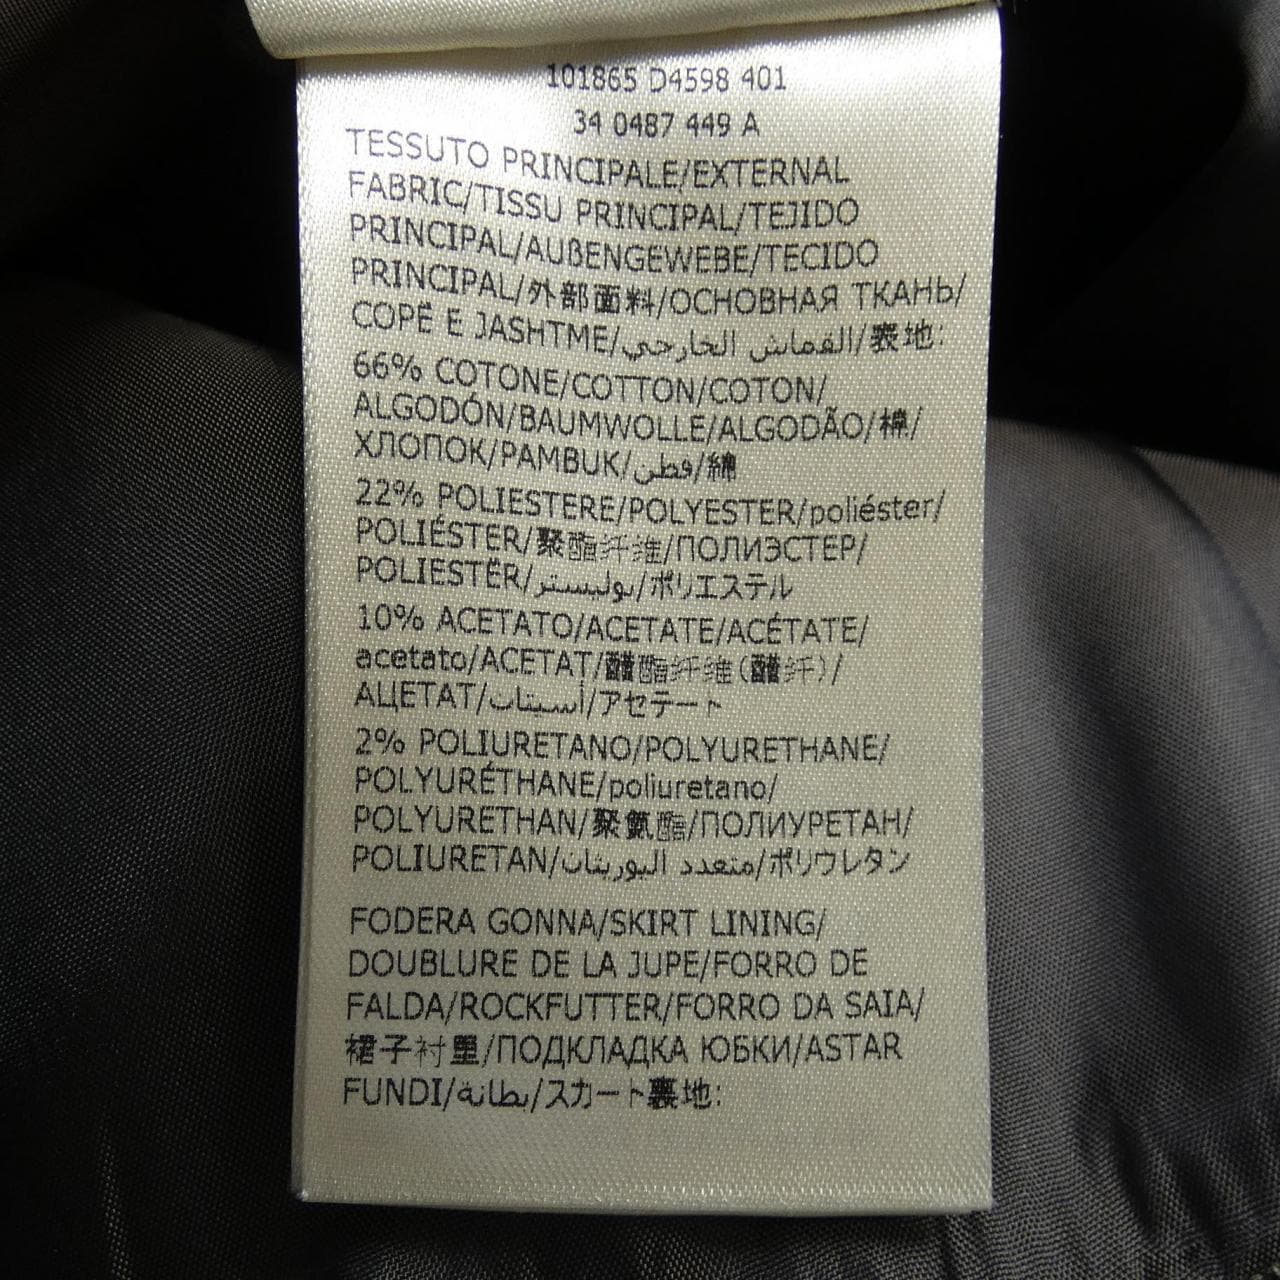 101865 D4598 401
34 0487 449 A
TESSUTO PRINCIPALE/EXTERNAL
FABRIC/TISSU PRINCIPAL/TEJIDO
PRINCIPAL/AUßENGEWEBE/TECIDO
PRINCIPAL/外部面料/ОСНОВНАЯ ТКАНЬ/
COPË E JASHTME/القماش الخارجي/表地:
66% COTONE/COTTON/COTON/
ALGODÓN/BAUMWOLLE/ALGODÃO/棉/
ХЛОПОК/PAMBUK/قطن/綿
22% POLIESTERE/POLYESTER/poliéster/
POLIÉSTER/聚酯纤维/ПОЛИЭСТЕР/
POLIESTËR/بوليستر/ポリエステル
10% ACETATO/ACETATE/ACÉTATE/
acetato/ACETAT/醋酯纤维(醋纤)/
АЦЕТАТ/أسيتات/アセテート
2% POLIURETANO/POLYURETHANE/
POLYURÉTHANE/poliuretano/
POLYURETHAN/聚氨酯/ПОЛИУРЕТАН/
POLIURETAN/متعدد اليوريتان/ポリウレタン
FODERA GONNA/SKIRT LINING/
DOUBLURE DE LA JUPE/FORRO DE
FALDA/ROCKFUTTER/FORRO DA SAIA/
裙子衬里/ПОДКЛАДКА ЮБКИ/ASTAR
FUNDI/بطانة/スカート裏地: